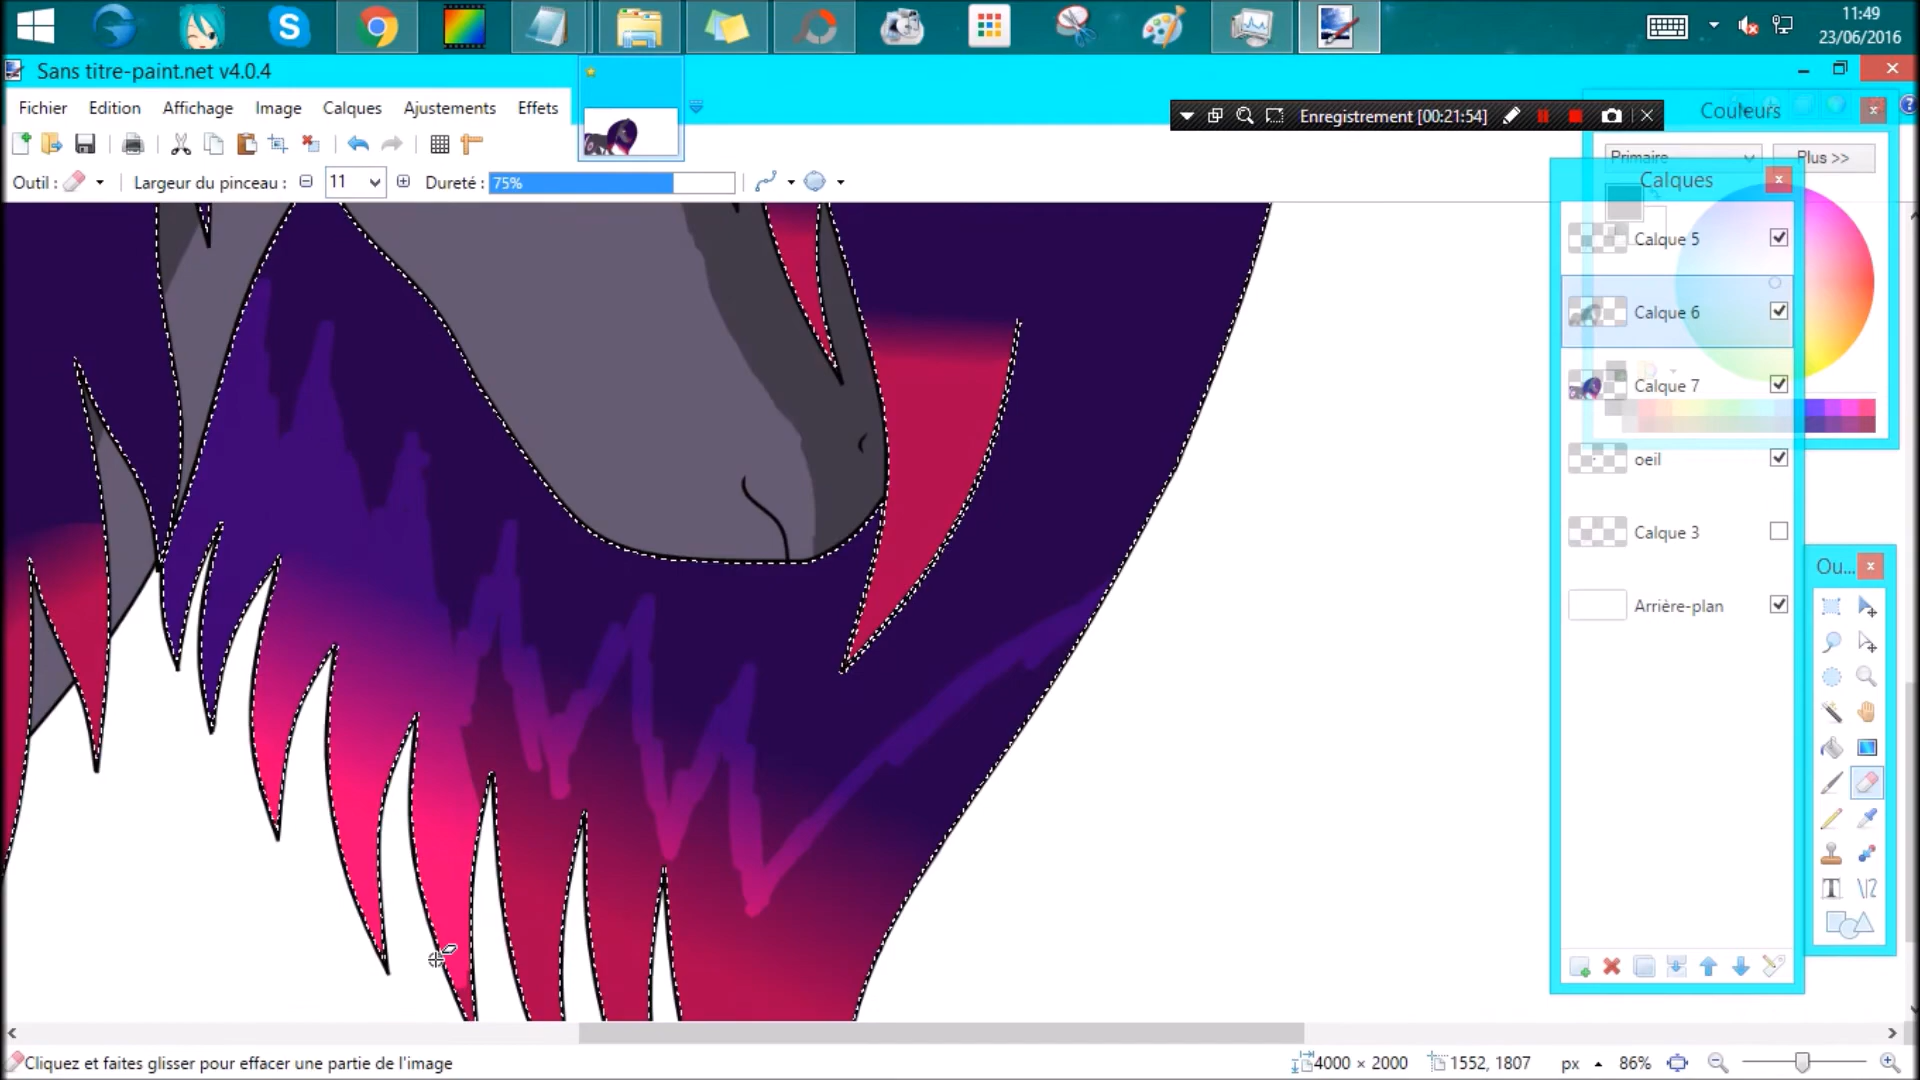 11:49
23/06/2016
Sans titre-paint.net v4.0.4
Fichier Edition Affichage Image Calques Ajustements Effets
Enregistrement [00:21:54]
Couleurs
Primaire Plus >>
Outil : Largeur du pinceau : 11 Dureté : 75%
Calques
Calque 5
Calque 6
Calque 7
oeil
Calque 3
Arrière-plan
Ou...
Cliquez et faites glisser pour effacer une partie de l'image
4000 × 2000 1552, 1807 px 86%